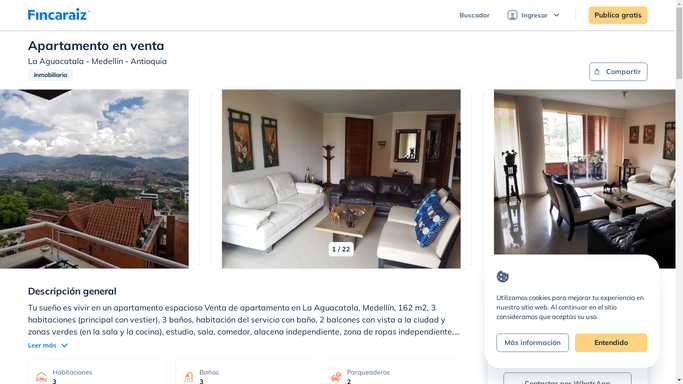 Fincaraiz
Buscador
Ingresar
Publica gratis
Apartamento en venta
La Aguacatala - Medellín - Antioquia
Inmobiliaria
Compartir
1 / 22
Descripción general
Tu sueño es vivir en un apartamento espacioso Venta de apartamento en La Aguacatala, Medellín, 162 m2, 3
habitaciones (principal con vestier), 3 baños, habitación del servicio con baño, 2 balcones con vista a la ciudad y
zonas verdes (en la sala y la cocina), estudio, sala, comedor, alacena independiente, zona de ropas independiente,...
Leer más
Habitaciones
3
Baños
3
Parqueaderos
2
Utilizamos cookies para mejorar tu experiencia en
nuestro sitio web. Al continuar en el sitio
consideramos que aceptas su uso.
Más información
Entendido
Contactar por WhatsApp